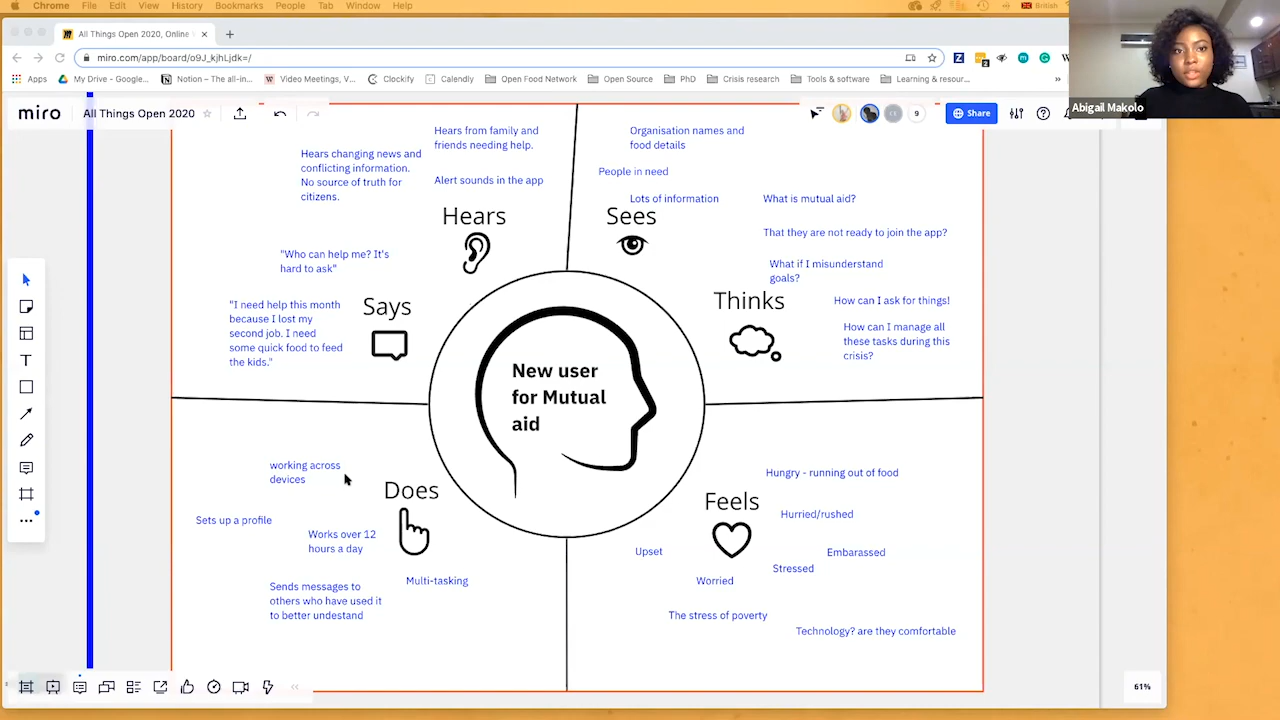 Chrome File Edit View History Bookmarks People Tab Window Help
British
All Things Open 2020, Online
miro.com/app/board/o9J_kjhLjdk=/
2
Apps
My Drive - Google...
Notion – The all-in...
Video Meetings, V...
Clockify
Calendly
Open Food Network
Open Source
PhD
Crisis research
Tools & software
Learning & resour...
»
Abigail Makolo
miro
All Things Open 2020
9
Share
Hears from family and
friends needing help.
Hears changing news and
conflicting information.
No source of truth for
citizens.
Alert sounds in the app
Hears
Organisation names and
food details
People in need
Lots of information
Sees
What is mutual aid?
That they are not ready to join the app?
What if I misunderstand
goals?
Thinks
How can I ask for things!
How can I manage all
these tasks during this
crisis?
"Who can help me? It's
hard to ask"
Says
"I need help this month
because I lost my
second job. I need
some quick food to feed
the kids."
New user
for Mutual
aid
working across
devices
Does
Sets up a profile
Works over 12
hours a day
Multi-tasking
Sends messages to
others who have used it
to better undestand
Hungry - running out of food
Feels
Hurried/rushed
Upset
Embarassed
Stressed
Worried
The stress of poverty
Technology? are they comfortable
61%